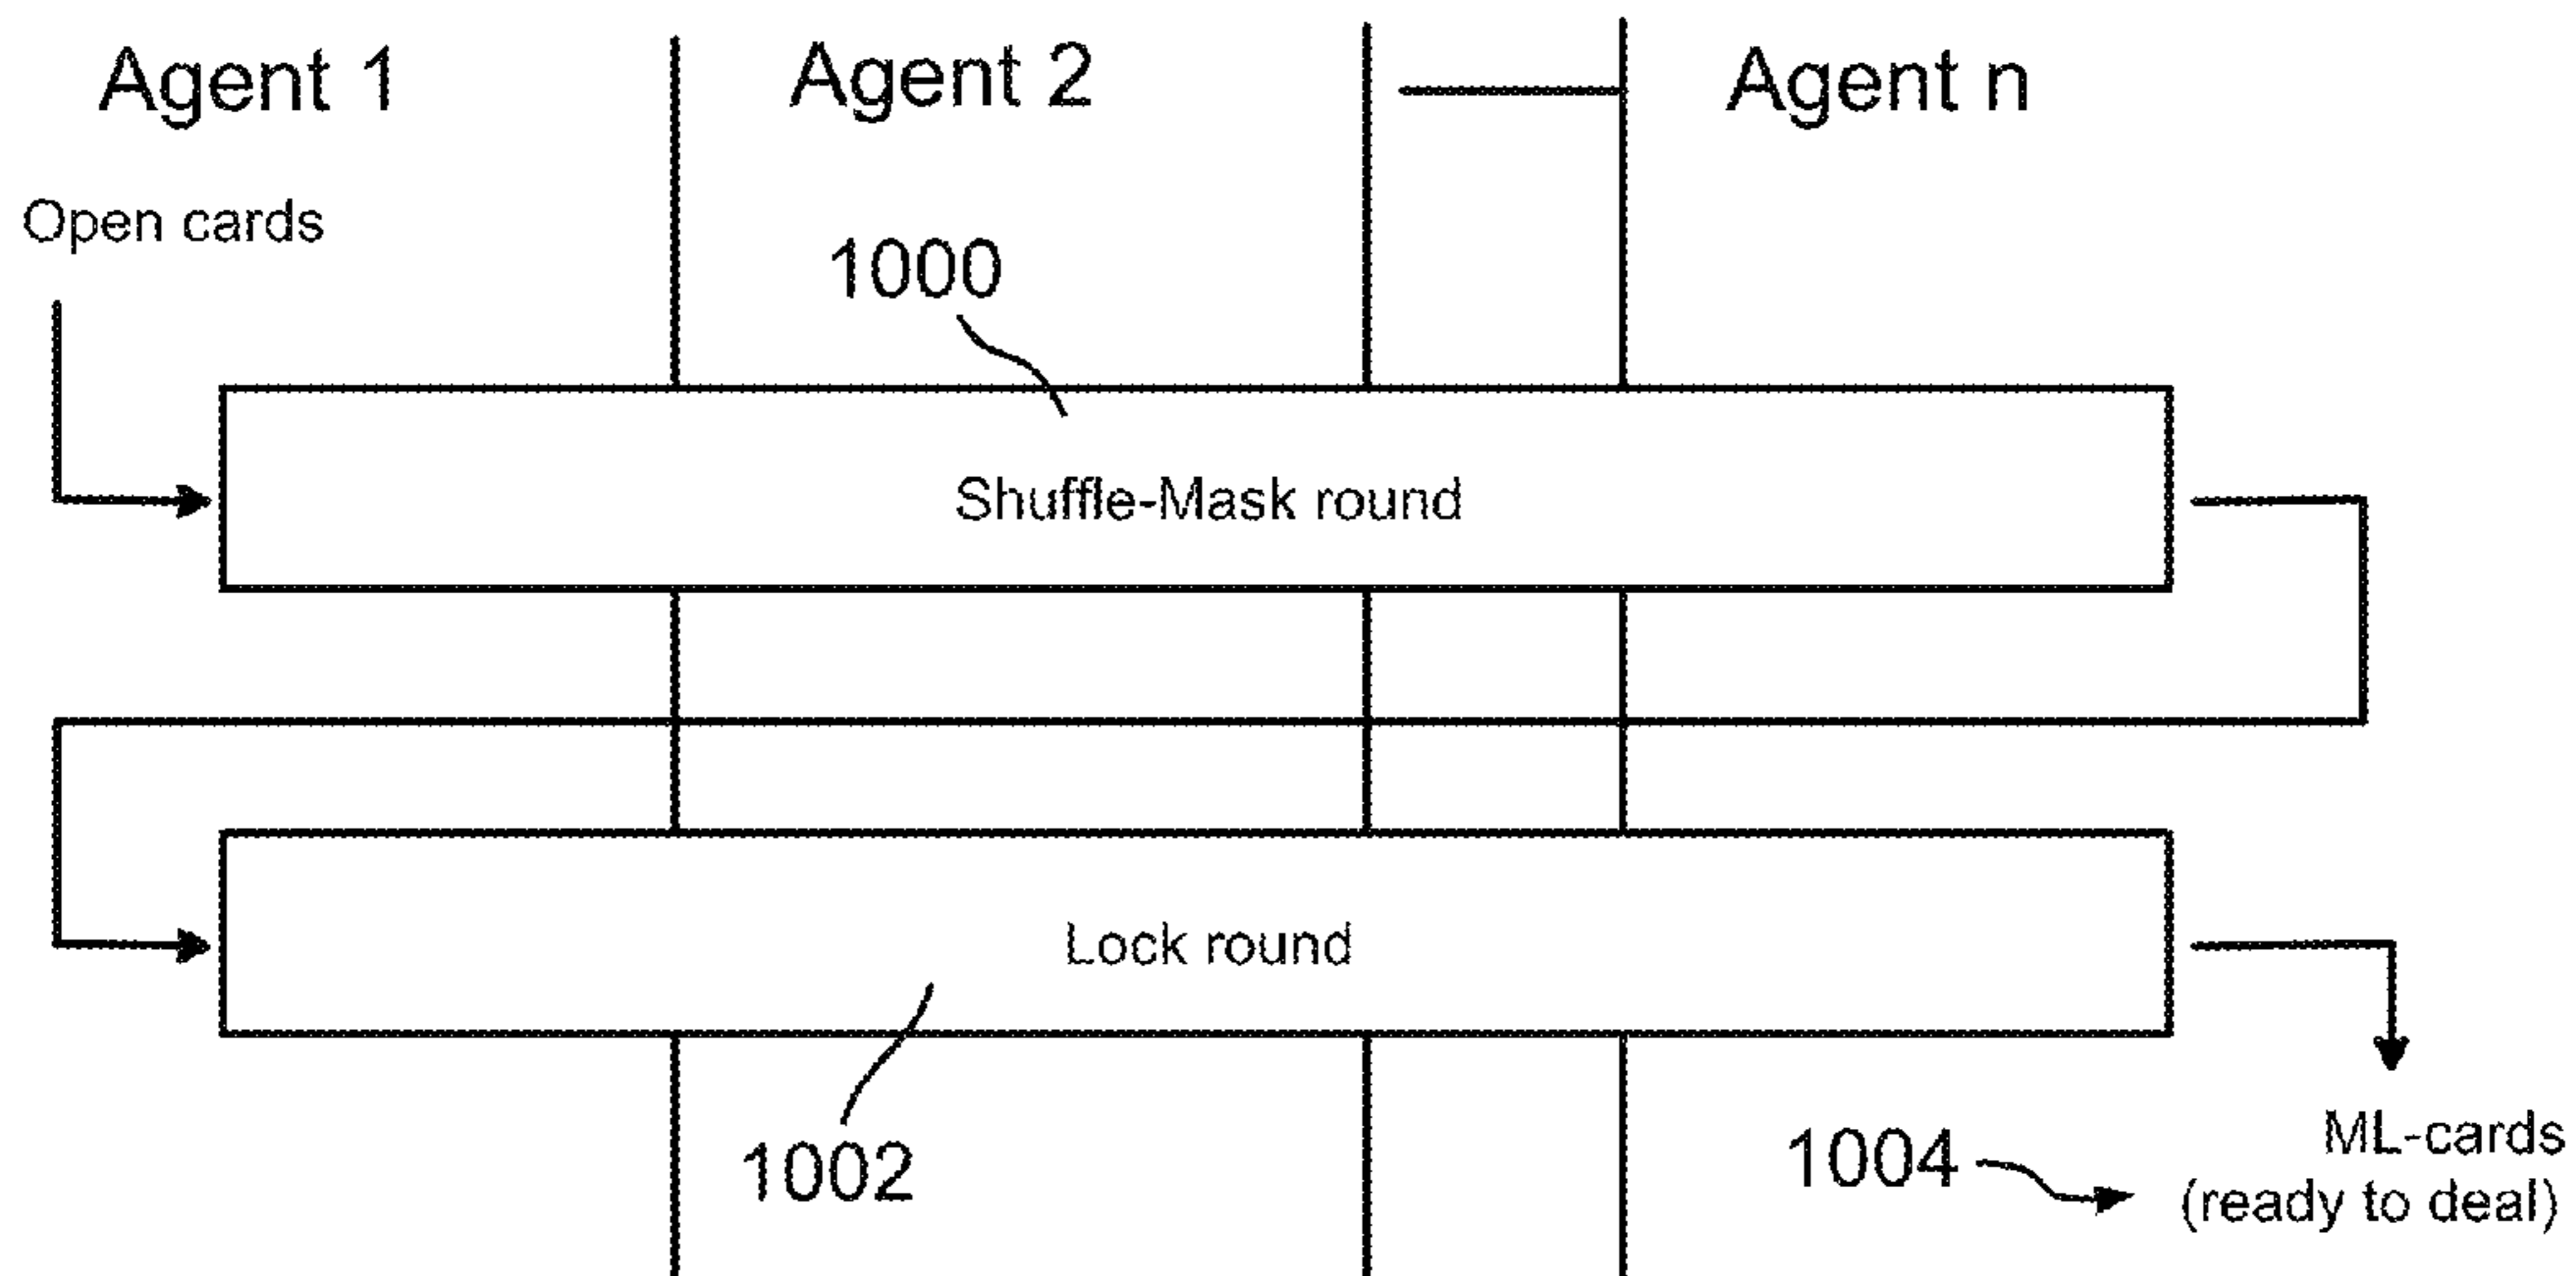 Agent 1
Agent 2
Agent n
Open cards
1000
Shuffle-Mask round
Lock round
1002
1004
ML-cards
(ready to deal)